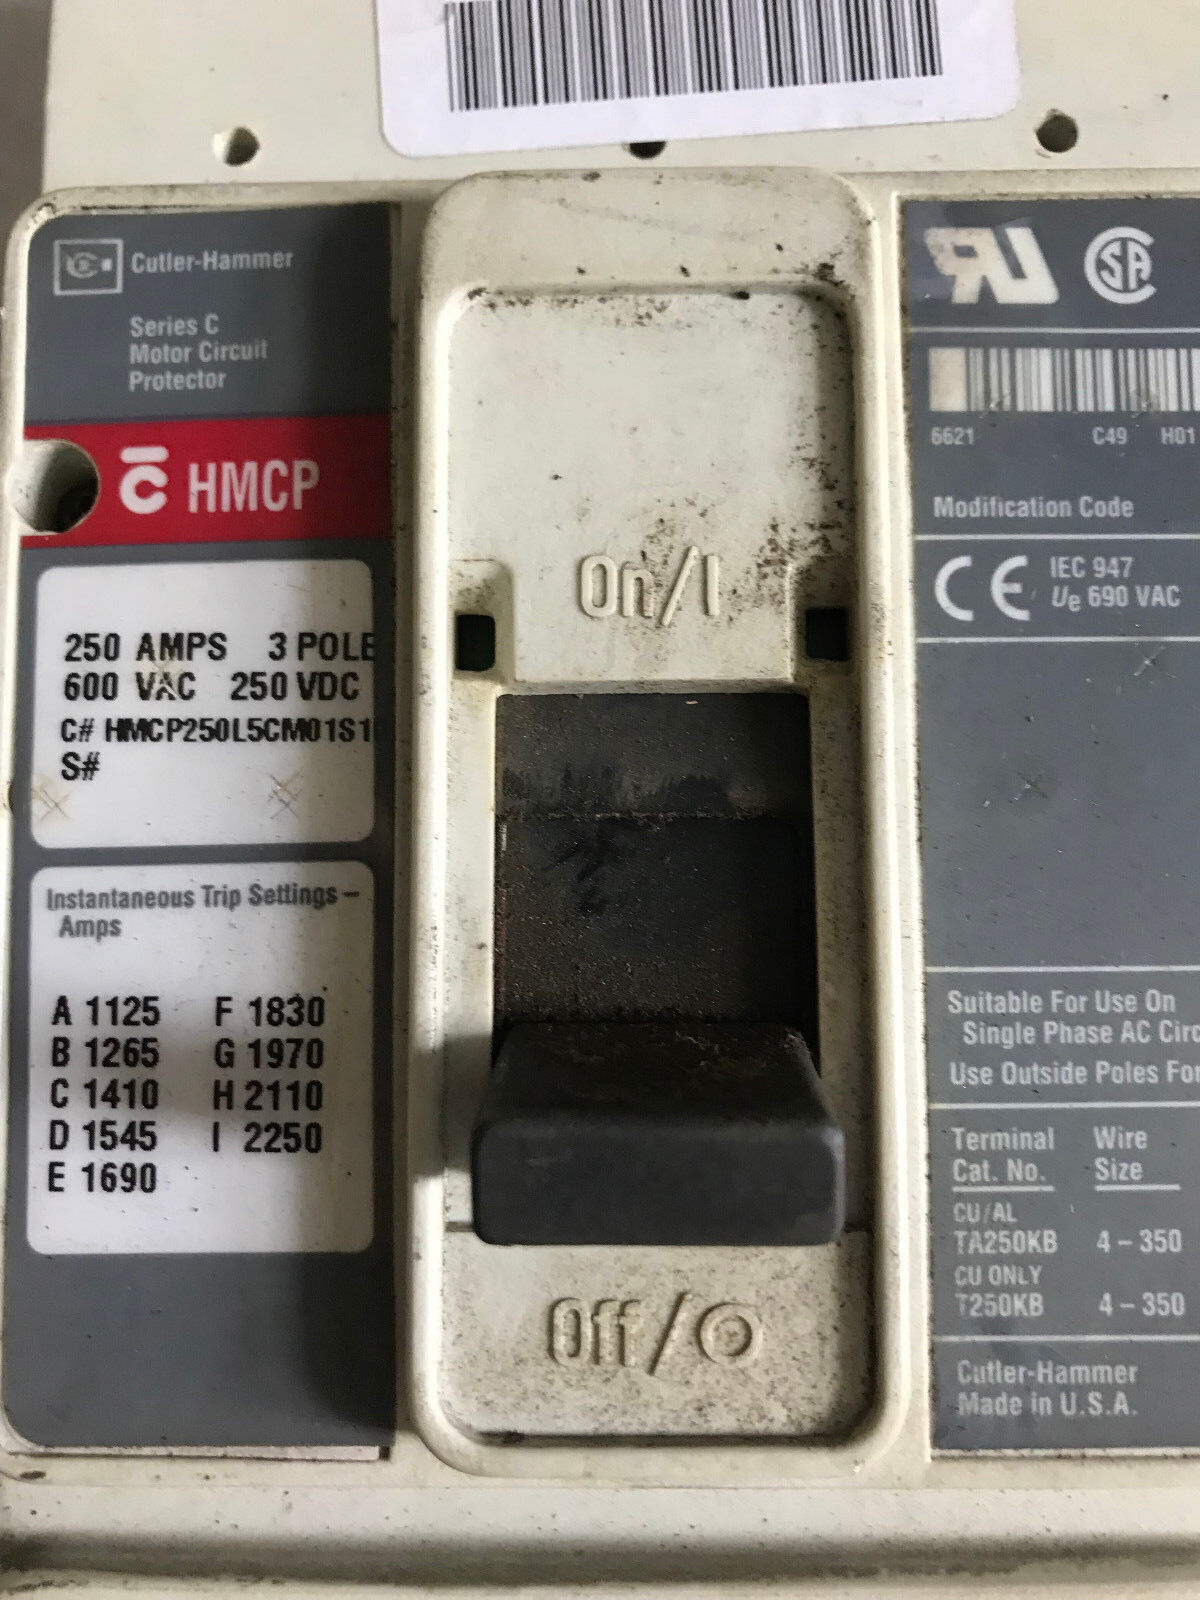 Cutler-Hammer
Series C
Motor Circuit
Protector
C HMCP
250 AMPS 3 POLE
600 VAC 250 VDC
C# HMCP250L5CM01S1
S#
Instantaneous Trip Settings –
Amps
A 1125 F 1830
B 1265 G 1970
C 1410 H 2110
D 1545 I 2250
E 1690
On/I
Off/
RU SA
6621 C49 H01
Modification Code
CE IEC 947
Ue 690 VAC
Suitable For Use On
Single Phase AC
Use Outside Poles
Terminal Wire
Cat. No. Size
CU/AL
TA250KB 4 – 350
CU ONLY
T250KB 4 – 350
Cutler-Hammer
Made in U.S.A.